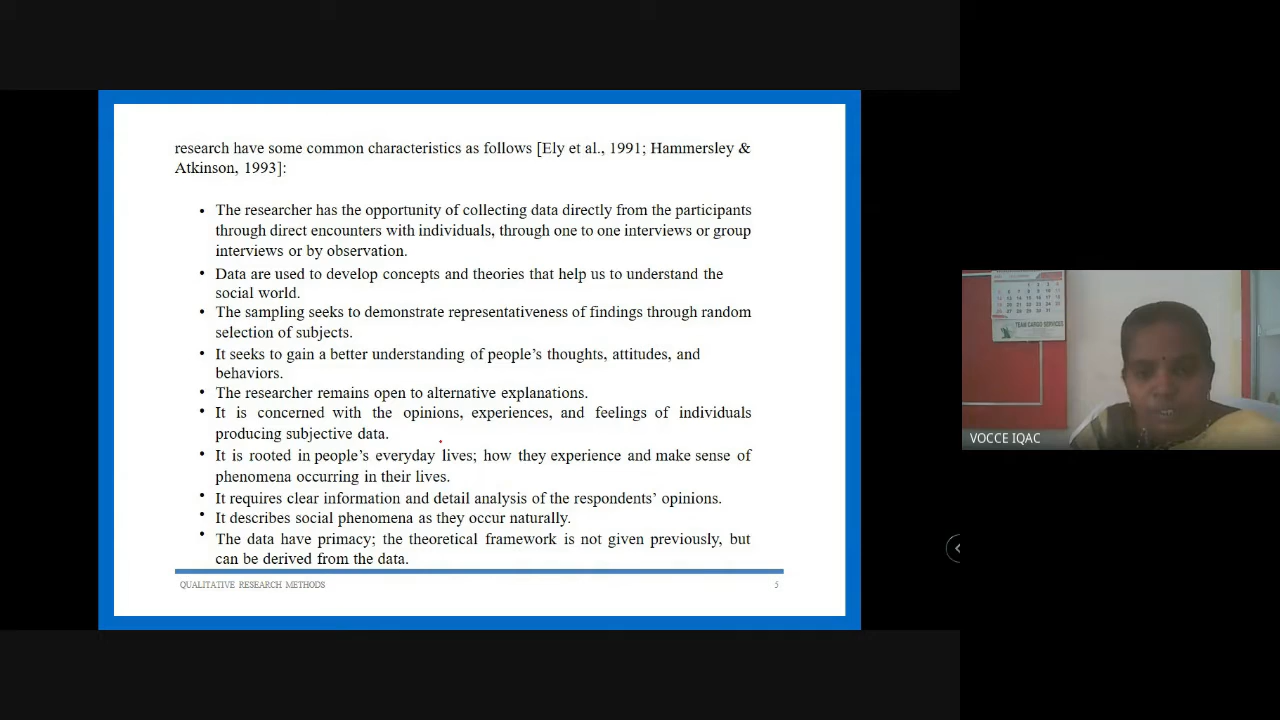 research have some common characteristics as follows [Ely et al., 1991; Hammersley &
Atkinson, 1993]:
• The researcher has the opportunity of collecting data directly from the participants
through direct encounters with individuals, through one to one interviews or group
interviews or by observation.
• Data are used to develop concepts and theories that help us to understand the
social world.
• The sampling seeks to demonstrate representativeness of findings through random
selection of subjects.
• It seeks to gain a better understanding of people’s thoughts, attitudes, and
behaviors.
• The researcher remains open to alternative explanations.
• It is concerned with the opinions, experiences, and feelings of individuals
producing subjective data.
• It is rooted in people’s everyday lives; how they experience and make sense of
phenomena occurring in their lives.
• It requires clear information and detail analysis of the respondents’ opinions.
• It describes social phenomena as they occur naturally.
• The data have primacy; the theoretical framework is not given previously, but
can be derived from the data.
QUALITATIVE RESEARCH METHODS
5
TEAM CARGO SERVICES
VOCCE IQAC